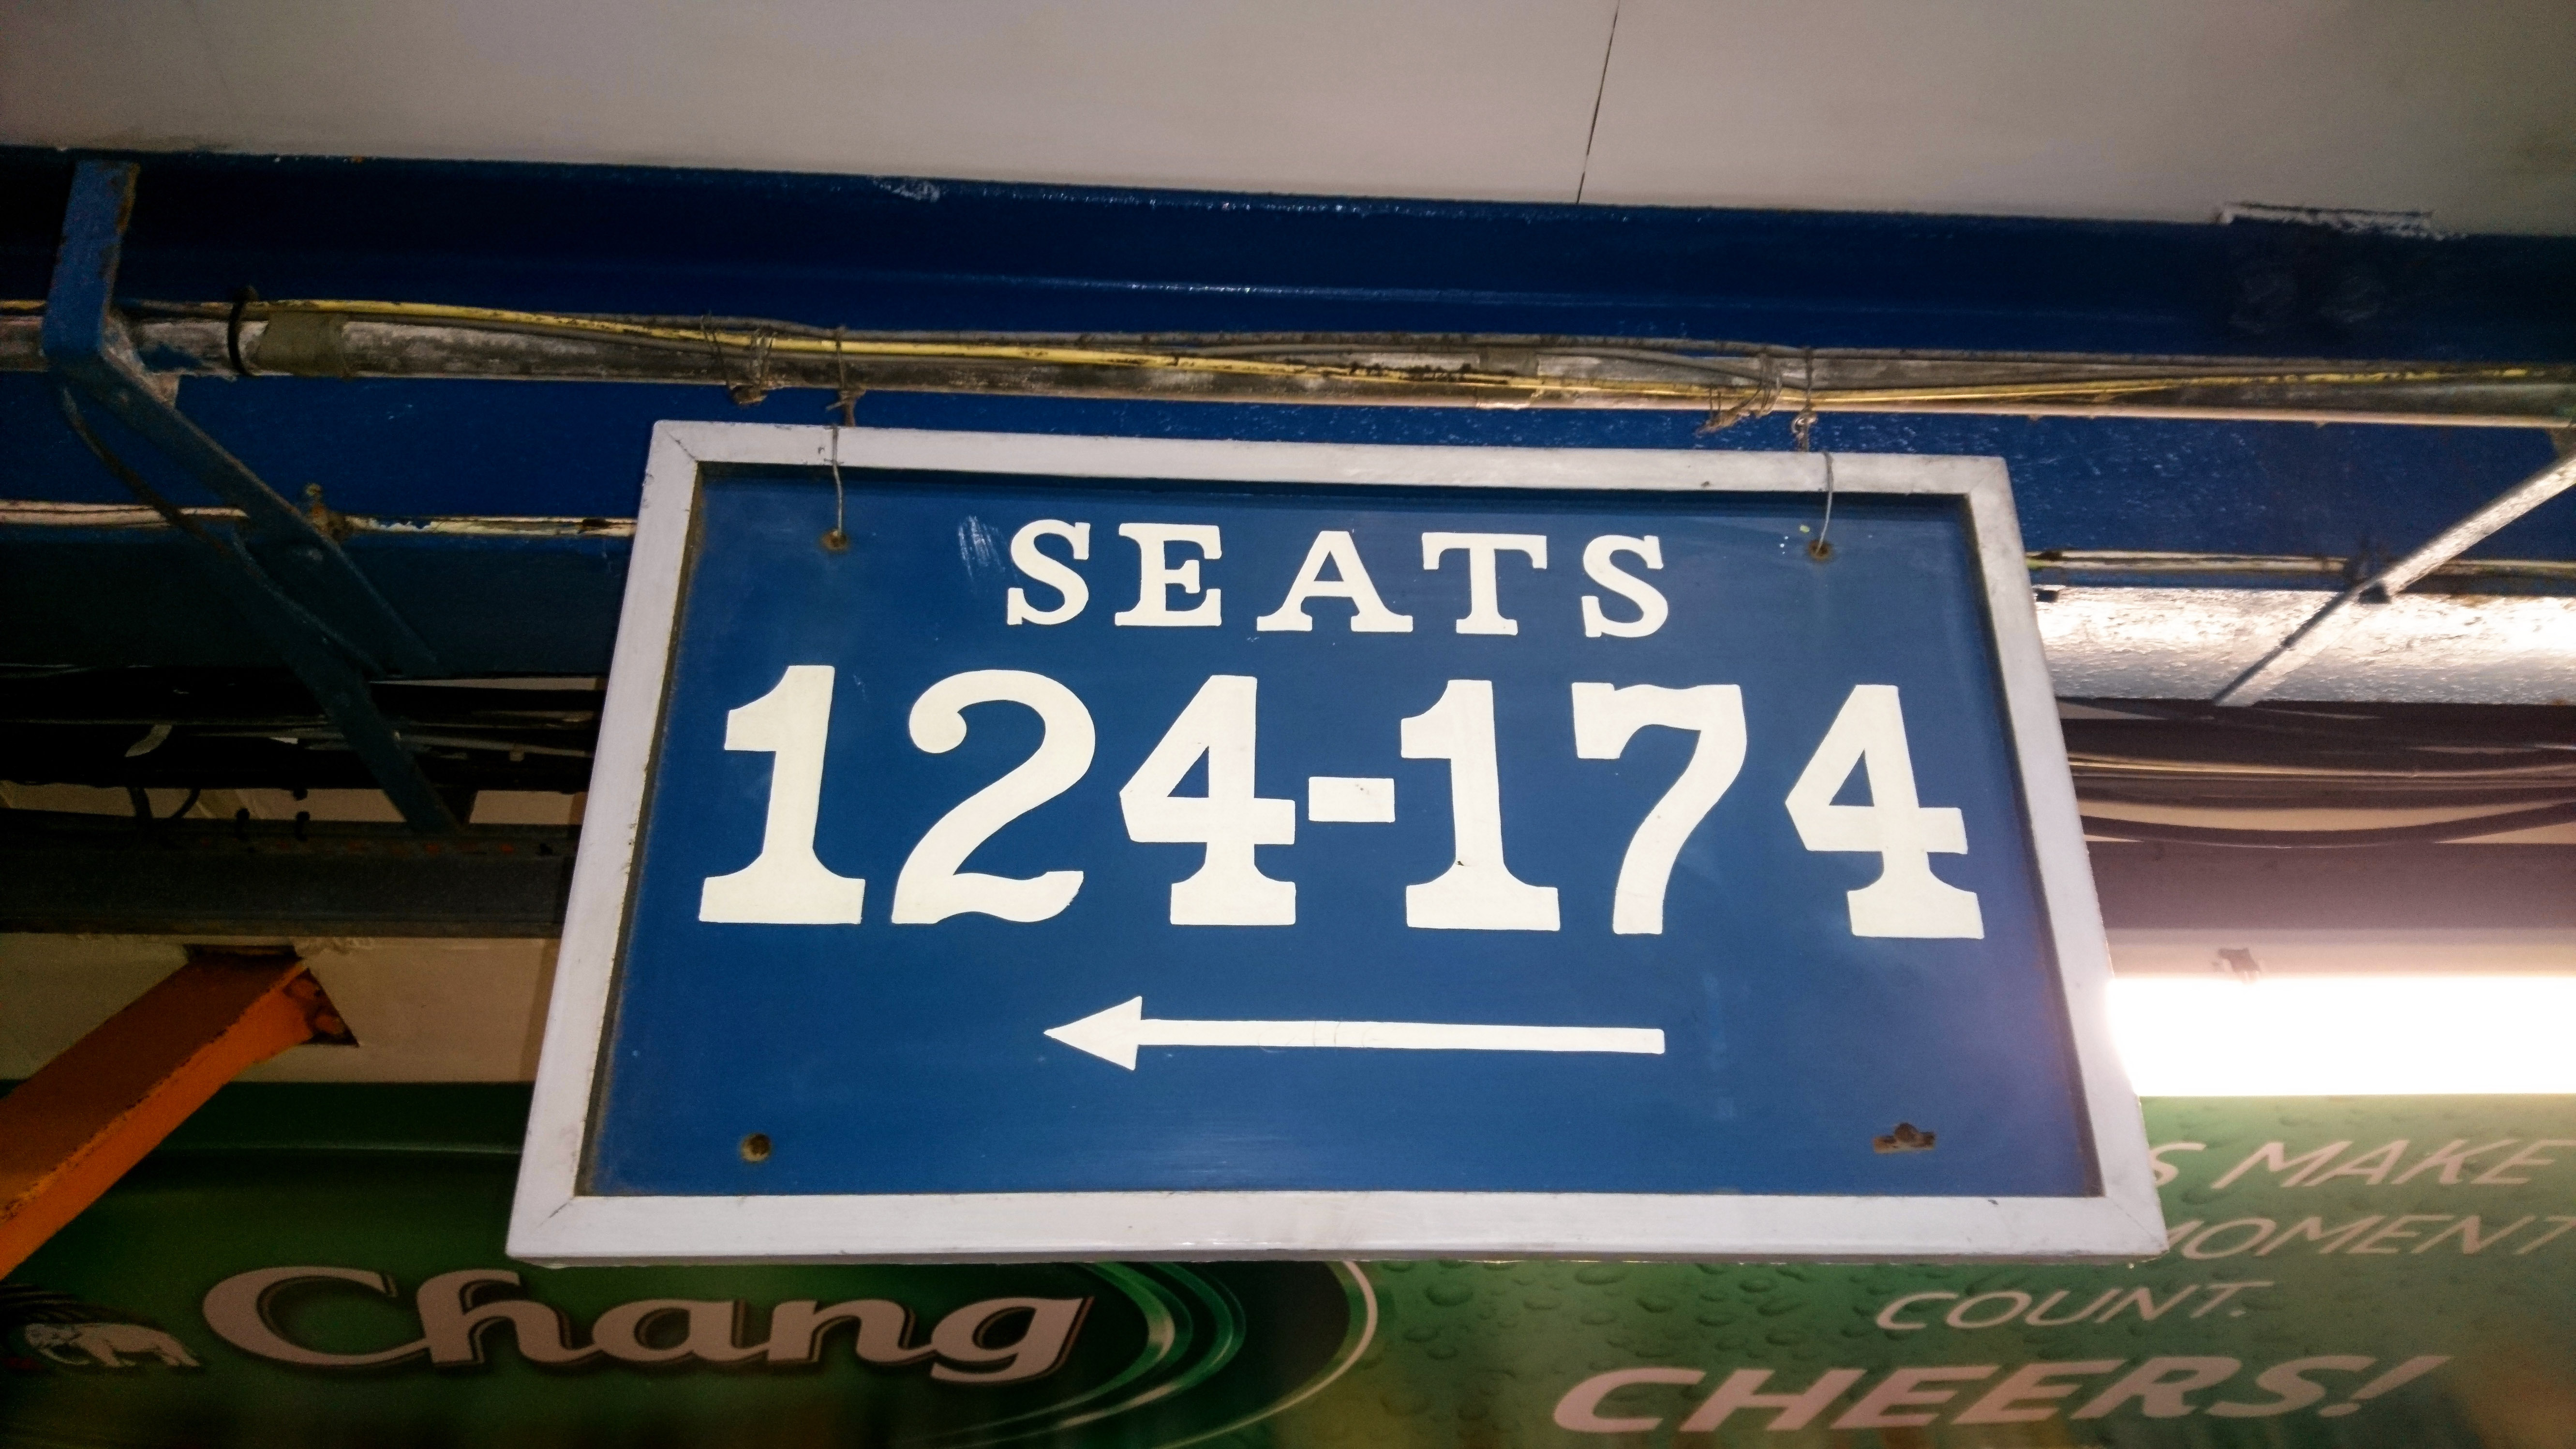 SEATS
124-174
Chang
S MAKE
MOMENT
COUNT.
CHEERS!